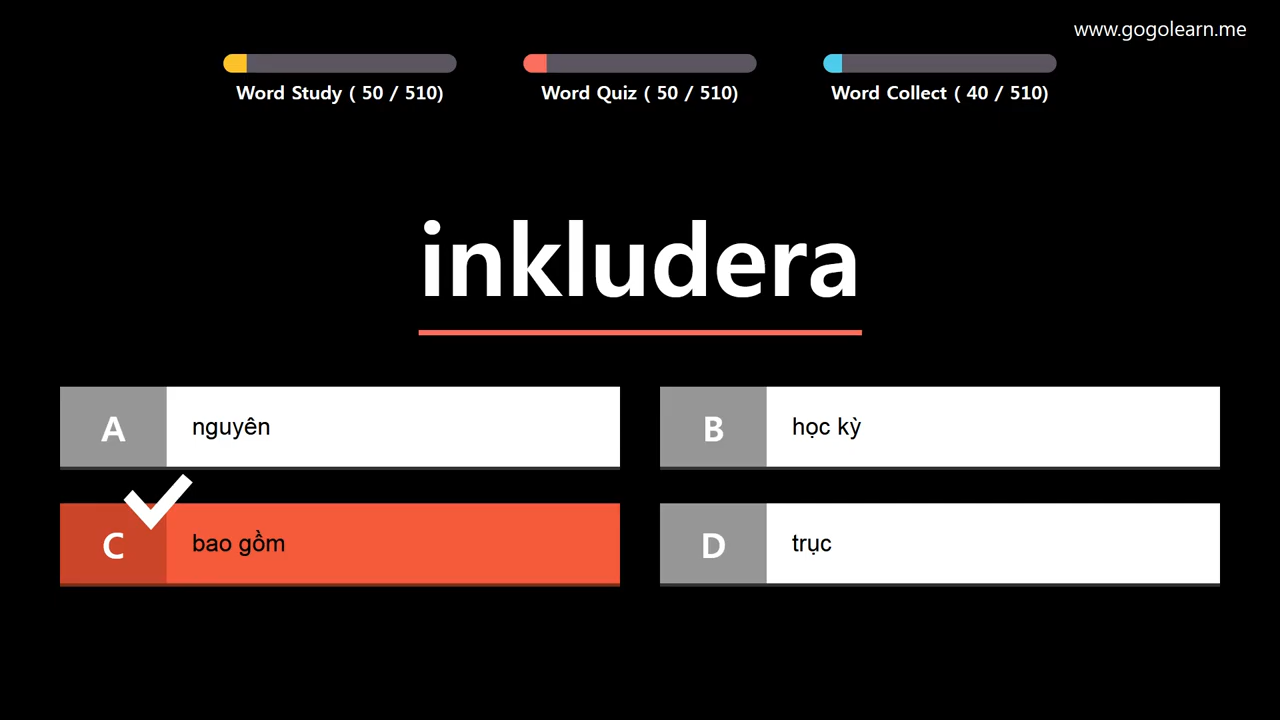 www.gogolearn.me
Word Study ( 50 / 510)
Word Quiz ( 50 / 510)
Word Collect ( 40 / 510)
inkludera
A nguyên
B học kỳ
C bao gồm
D trục